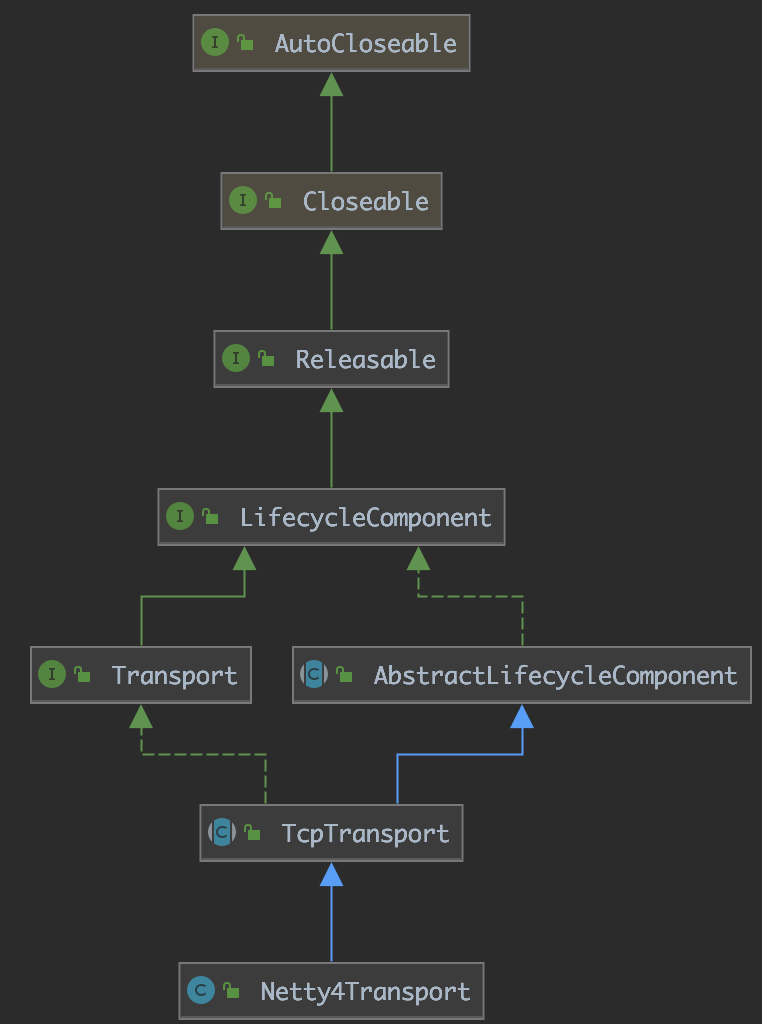 I AutoCloseable
I Closeable
I Releasable
I LifecycleComponent
I Transport
C AbstractLifecycleComponent
C TcpTransport
C Netty4Transport